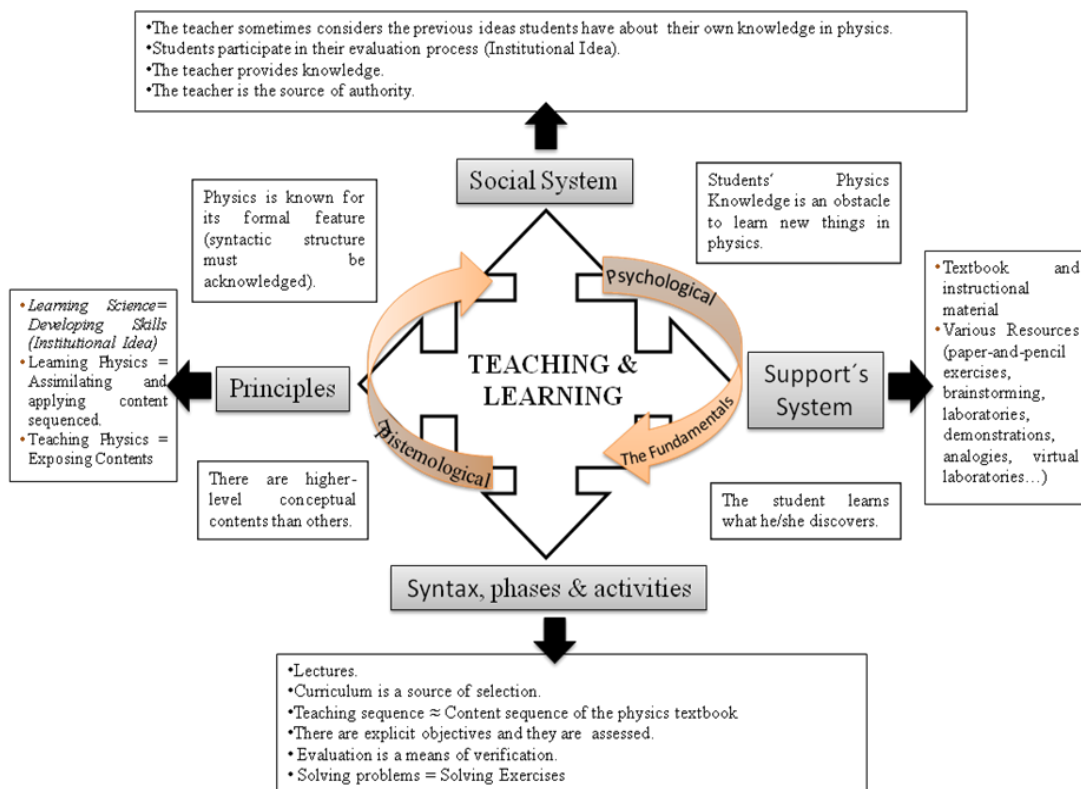 •The teacher sometimes considers the previous ideas students have about their own knowledge in physics.
•Students participate in their evaluation process (Institutional Idea).
•The teacher provides knowledge.
•The teacher is the source of authority.
Social System
Physics is known for
its formal feature
(syntactic structure
must be
acknowledged).
Students´ Physics
Knowledge is an obstacle
to learn new things in
physics.
Psychological
• Learning Science=
Developing Skills
(Institutional Idea)
• Learning Physics =
Assimilating and
applying content
sequenced.
• Teaching Physics =
Exposing Contents
Principles
TEACHING &
LEARNING
Support´s
System
• Textbook and
instructional
material
• Various Resources
(paper-and-pencil
exercises,
brainstorming,
laboratories,
demonstrations,
analogies, virtual
laboratories…)
pistemological
The Fundamentals
There are higher-
level conceptual
contents than others.
The student learns
what he/she discovers.
Syntax, phases & activities
•Lectures.
•Curriculum is a source of selection.
•Teaching sequence ≈ Content sequence of the physics textbook
•There are explicit objectives and they are assessed.
•Evaluation is a means of verification.
• Solving problems = Solving Exercises